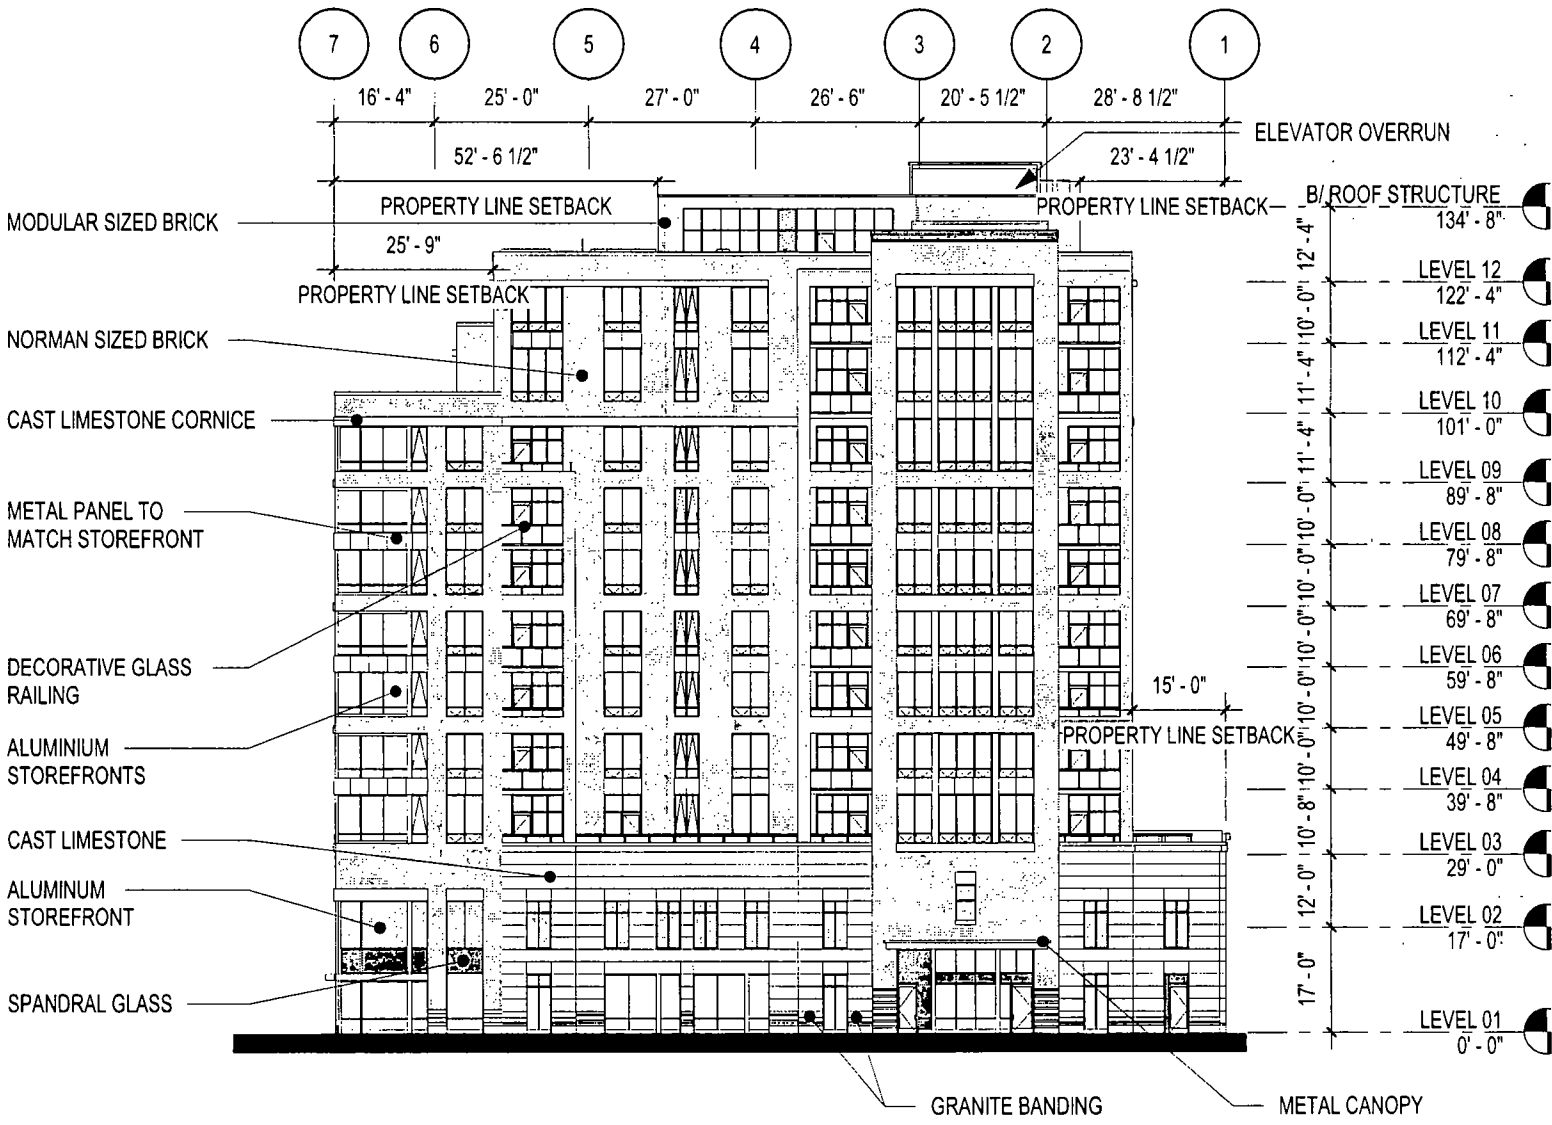 7 6 5 4 3 2 1
16' - 4" 25' - 0" 27' - 0" 26' - 6" 20' - 5 1/2" 28' - 8 1/2"
ELEVATOR OVERRUN
52' - 6 1/2" 23' - 4 1/2"
PROPERTY LINE SETBACK
PROPERTY LINE SETBACK
25' - 9"
PROPERTY LINE SETBACK
MODULAR SIZED BRICK
NORMAN SIZED BRICK
CAST LIMESTONE CORNICE
METAL PANEL TO
MATCH STOREFRONT
DECORATIVE GLASS
RAILING
ALUMINIUM
STOREFRONTS
CAST LIMESTONE
ALUMINUM
STOREFRONT
SPANDRAL GLASS
15' - 0"
PROPERTY LINE SETBACK
12' - 4"
10' - 0"
11' - 4"
11' - 4"
10' - 0"
10' - 0"
10' - 0"
10' - 0"
10' - 0"
10' - 0"
10' - 8"
12' - 0"
17' - 0"
B/ ROOF STRUCTURE
134' - 8"
LEVEL 12
122' - 4"
LEVEL 11
112' - 4"
LEVEL 10
101' - 0"
LEVEL 09
89' - 8"
LEVEL 08
79' - 8"
LEVEL 07
69' - 8"
LEVEL 06
59' - 8"
LEVEL 05
49' - 8"
LEVEL 04
39' - 8"
LEVEL 03
29' - 0"
LEVEL 02
17' - 0"
LEVEL 01
0' - 0"
GRANITE BANDING
METAL CANOPY